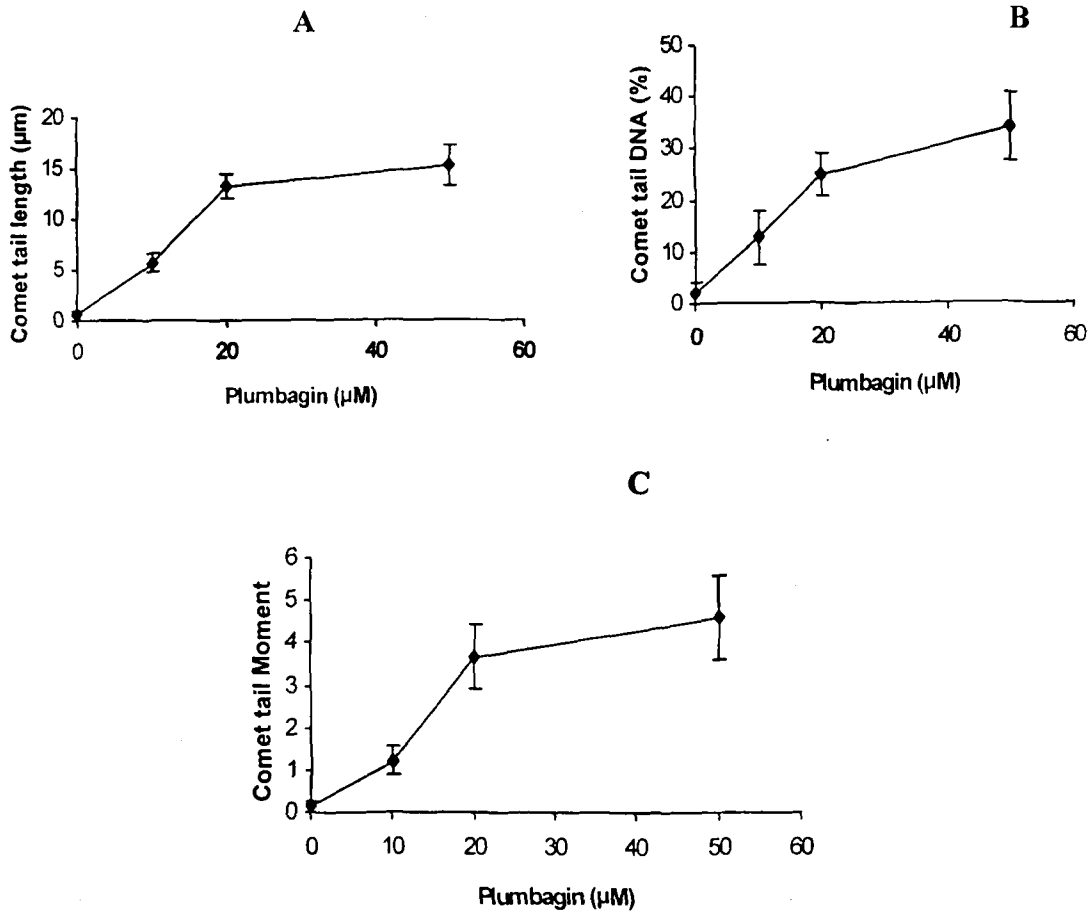 A
Comet tail length (µm)
20
15
10
5
0
0 20 40 60
Plumbagin (µM)
B
Comet tail DNA (%)
50
40
30
20
10
0
0 20 40 60
Plumbagin (µM)
C
Comet tail Moment
6
5
4
3
2
1
0
0 10 20 30 40 50 60
Plumbagin (µM)